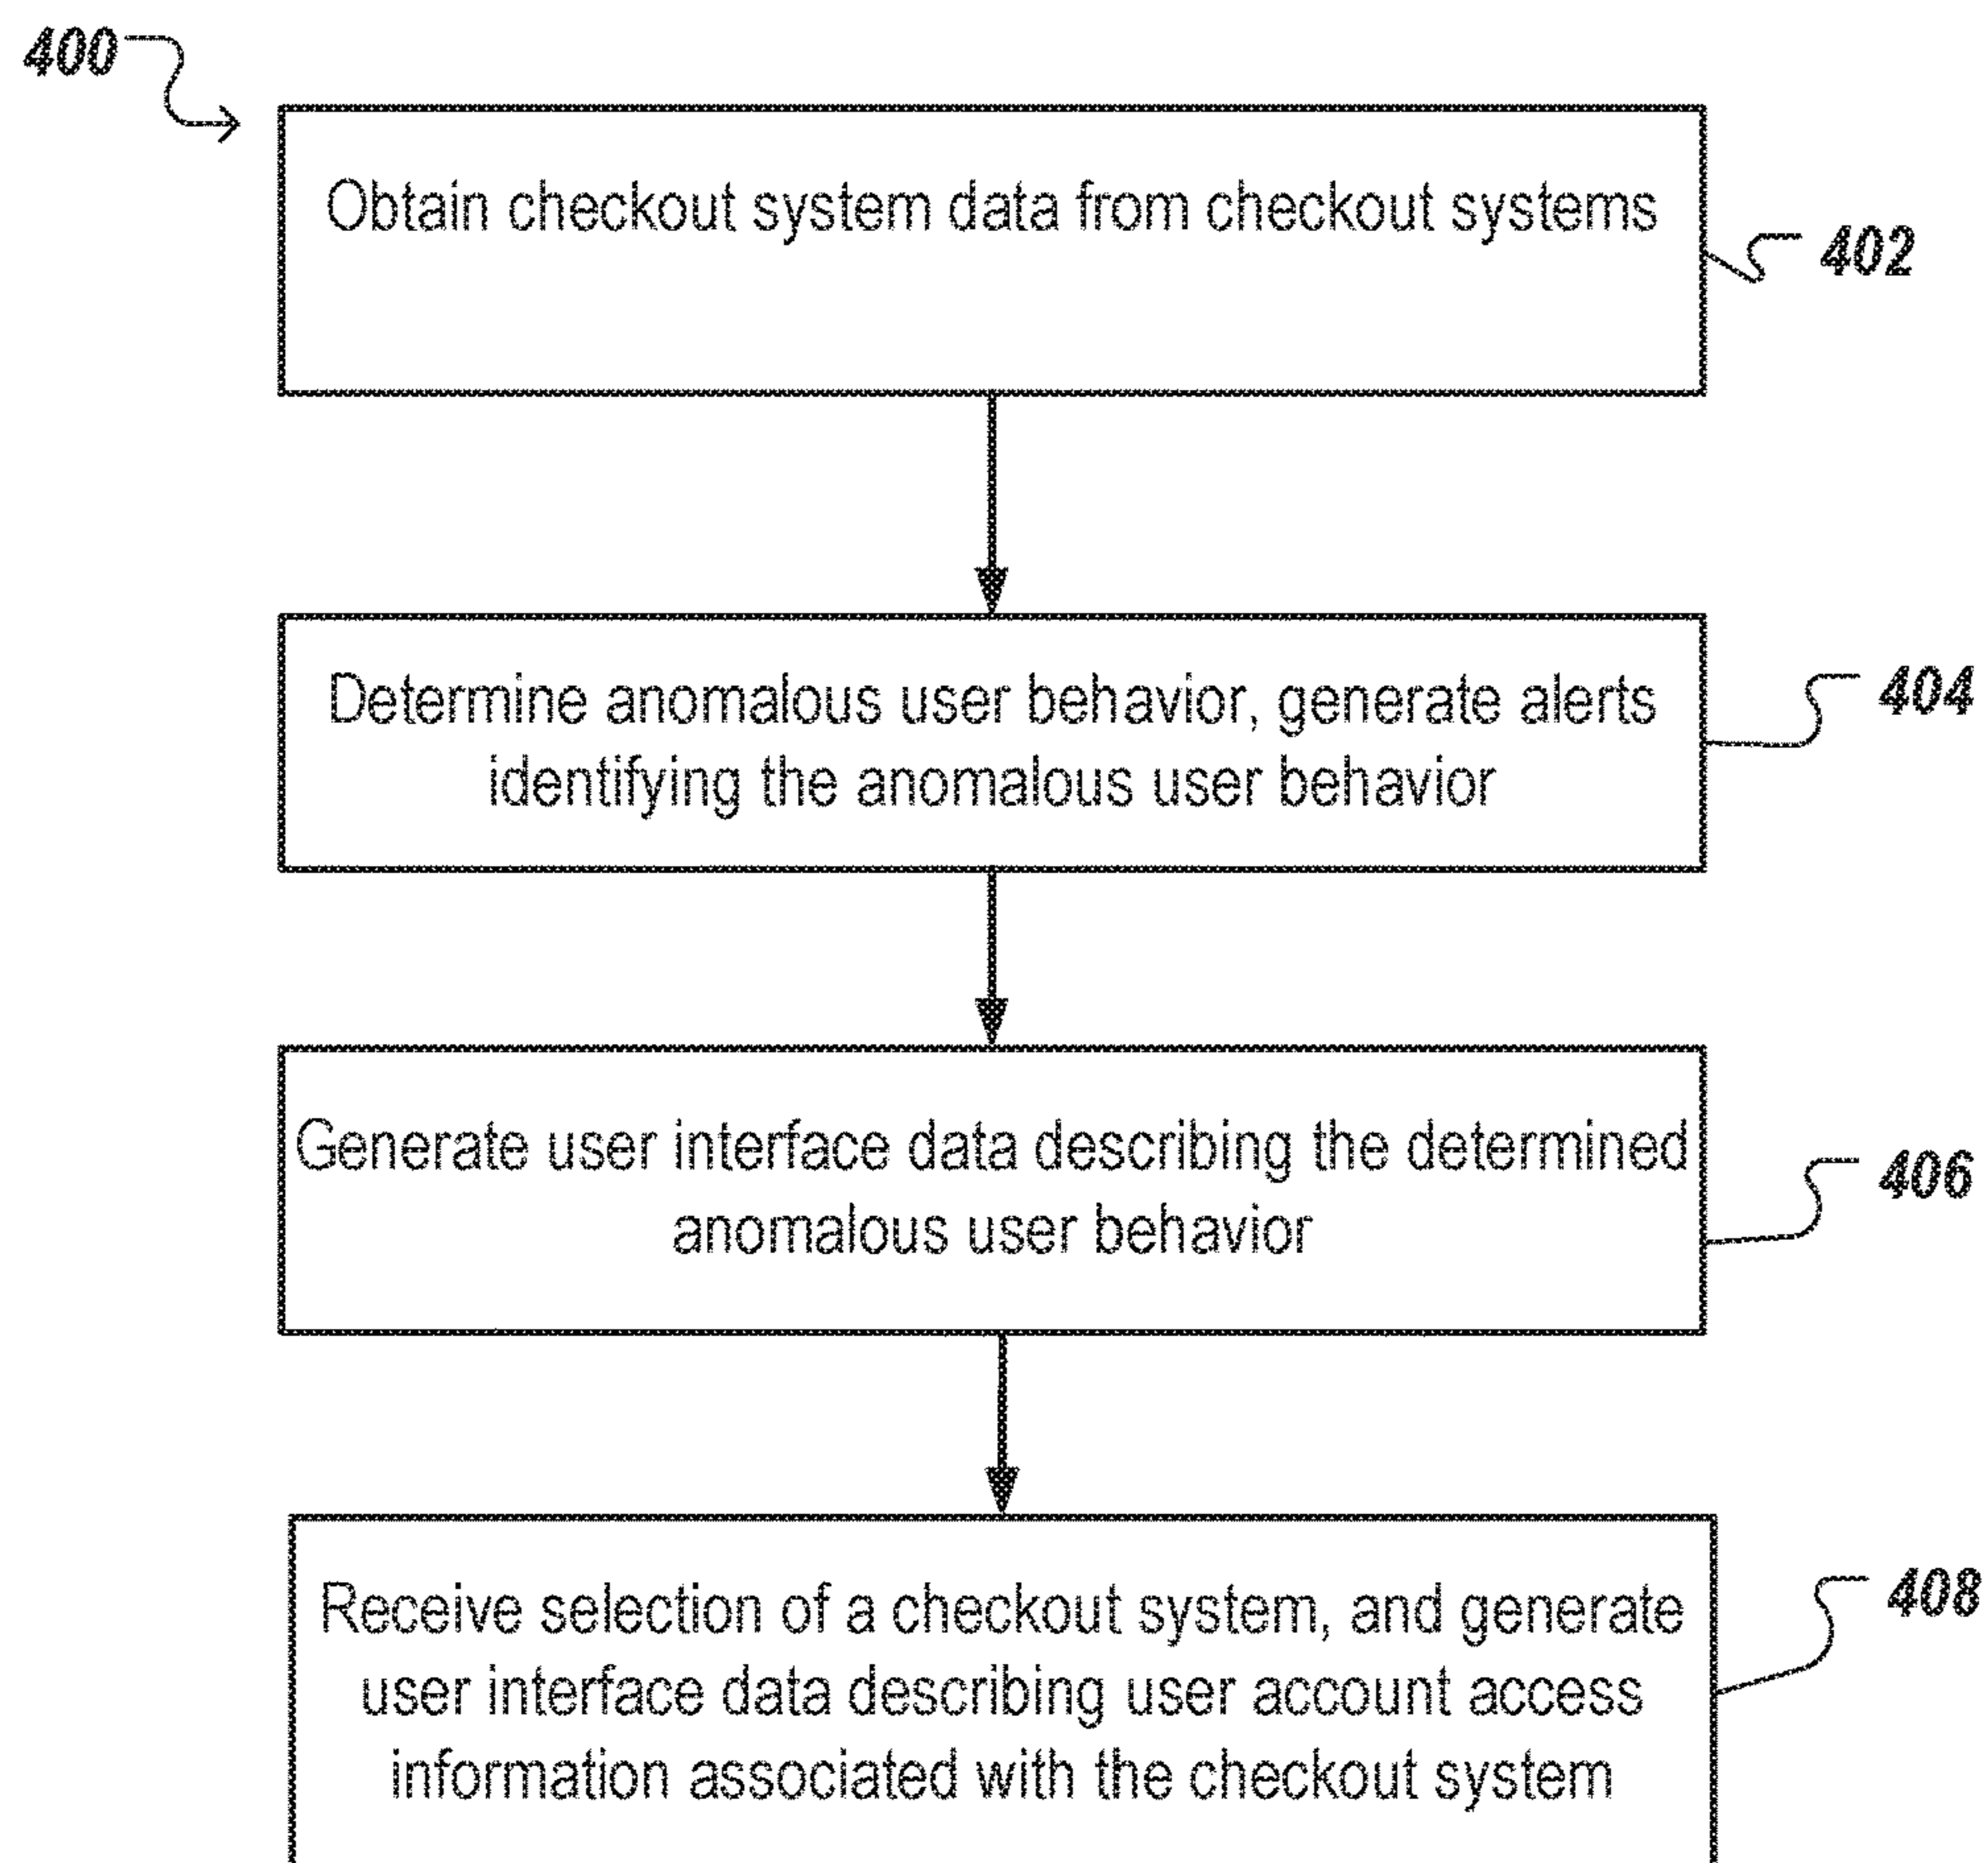 400
Obtain checkout system data from checkout systems
402
Determine anomalous user behavior, generate alerts
identifying the anomalous user behavior
404
Generate user interface data describing the determined
anomalous user behavior
406
Receive selection of a checkout system, and generate
user interface data describing user account access
information associated with the checkout system
408